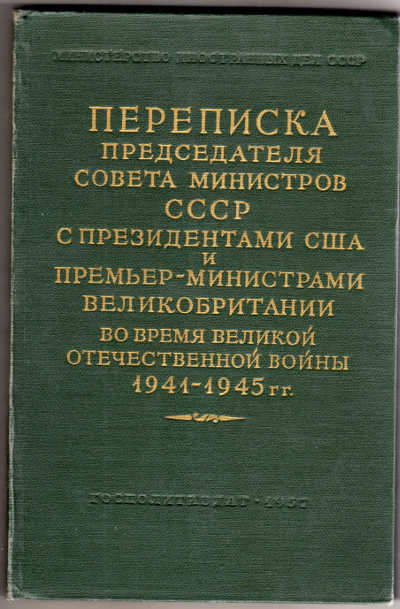 МИНИСТЕРСТВО ИНОСТРАННЫХ ДЕЛ СССР
ПЕРЕПИСКА
ПРЕДСЕДАТЕЛЯ
СОВЕТА МИНИСТРОВ
СССР
С ПРЕЗИДЕНТАМИ США
И
ПРЕМЬЕР-МИНИСТРАМИ
ВЕЛИКОБРИТАНИИ
ВО ВРЕМЯ ВЕЛИКОЙ
ОТЕЧЕСТВЕННОЙ ВОЙНЫ
1941-1945 гг.
ГОСПОЛИТИЗДАТ · 1957